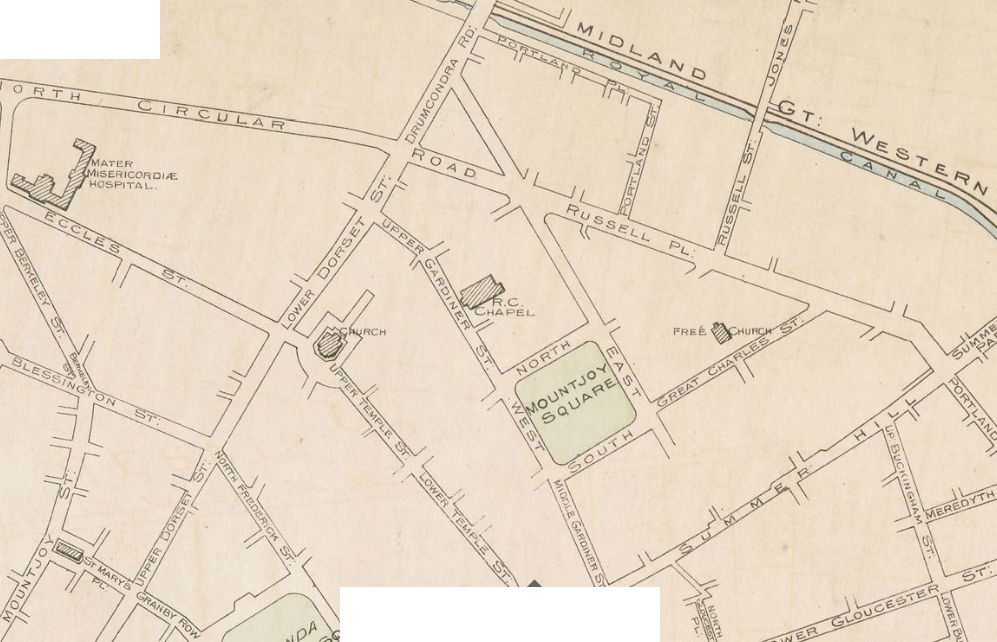 MIDLAND
ROYAL
PORTLAND PL.
DRUMCONDRA RD.
JONES
GT. WESTERN
CANAL
NORTH CIRCULAR
ROAD
PORTLAND ST.
RUSSELL ST.
RUSSELL PL.
MATER
MISERICORDIÆ
HOSPITAL.
ECCLES ST.
UPPER BERKELEY ST.
BERKELEY
ST.
LOWER DORSET ST.
UPPER GARDINER ST.
R.C.
CHAPEL
CHURCH
FREE CHURCH
GREAT CHARLES ST.
NORTH
EAST
MOUNTJOY
SQUARE
WEST
SOUTH
BLESSINGTON ST.
UPPER TEMPLE ST.
LOWER TEMPLE ST.
MIDDLE GARDINER ST.
SUMMER HILL
PORTLAND
UP. BUCKINGHAM ST.
MEREDYTH
NORTH FREDERICK ST.
UPPER DORSET ST.
MOUNTJOY ST.
ST MARYS
PL.
GRANBY ROW
NORTH
PL.
LOWER GLOUCESTER ST.